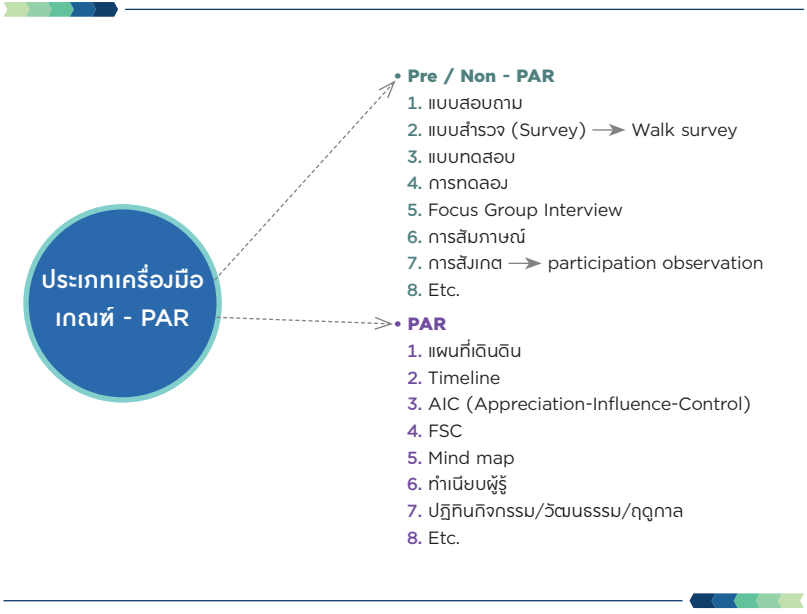 ประเภทเครื่องมือ
เกณฑ์ - PAR
• Pre / Non - PAR
1. แบบสอบถาม
2. แบบสำรวจ (Survey) → Walk survey
3. แบบทดสอบ
4. การทดลอง
5. Focus Group Interview
6. การสัมภาษณ์
7. การสังเกต → participation observation
8. Etc.
• PAR
1. แผนที่เดินดิน
2. Timeline
3. AIC (Appreciation-Influence-Control)
4. FSC
5. Mind map
6. ทำเนียบผู้รู้
7. ปฏิทินกิจกรรม/วัฒนธรรม/ฤดูกาล
8. Etc.